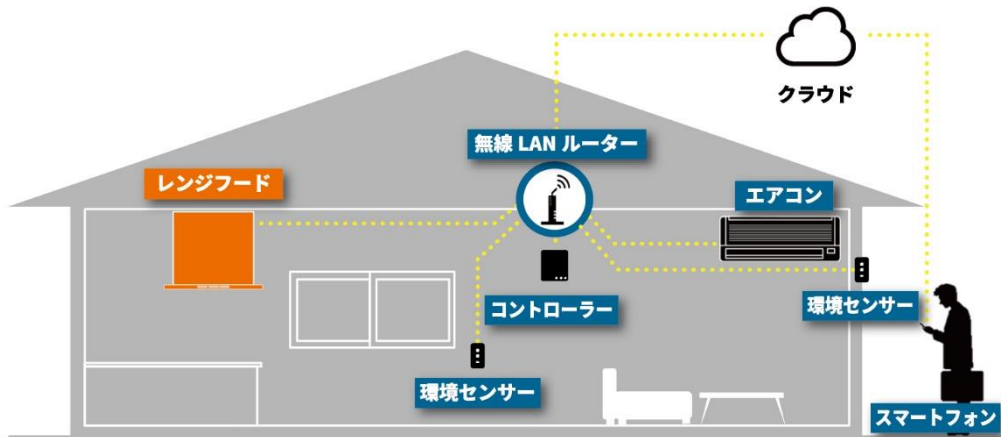 クラウド
無線 LAN ルーター
レンジフード
エアコン
コントローラー
環境センサー
環境センサー
スマートフォン